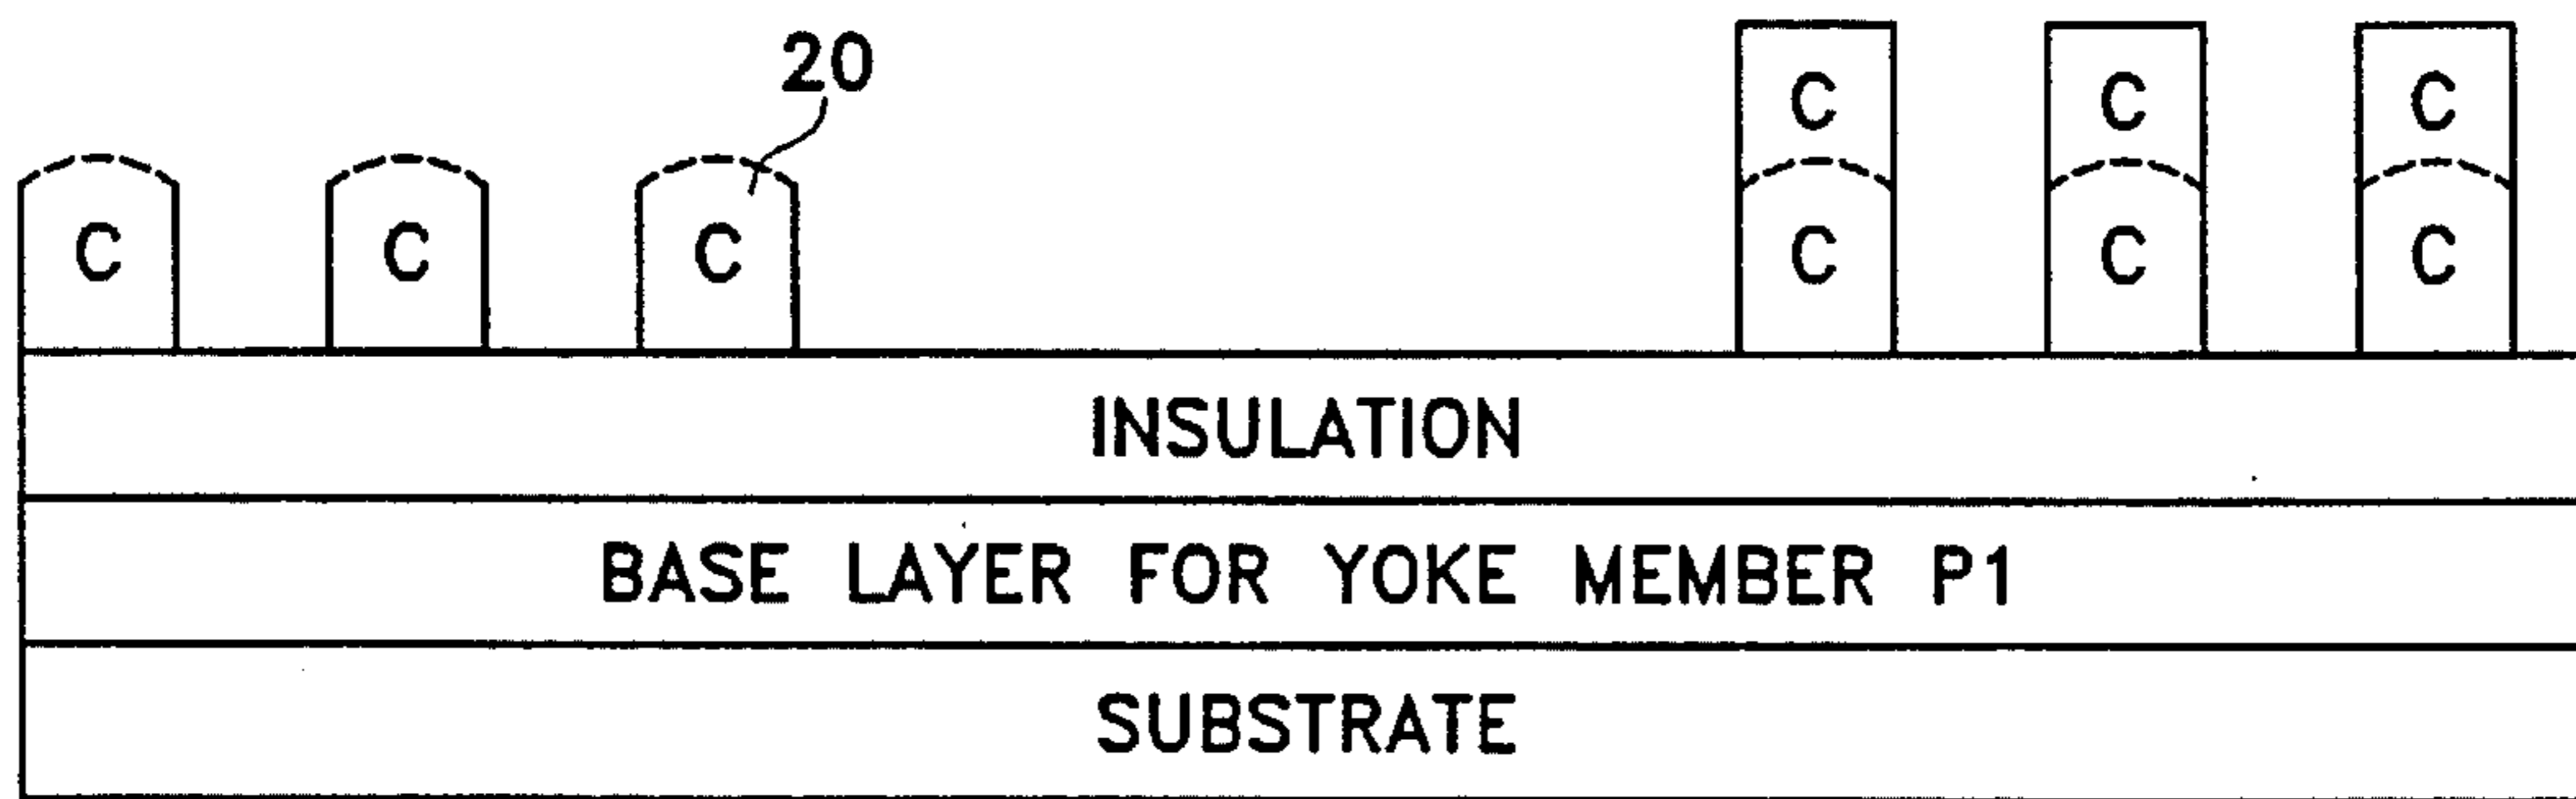 20
C C C
C C C C C C
INSULATION
BASE LAYER FOR YOKE MEMBER P1
SUBSTRATE